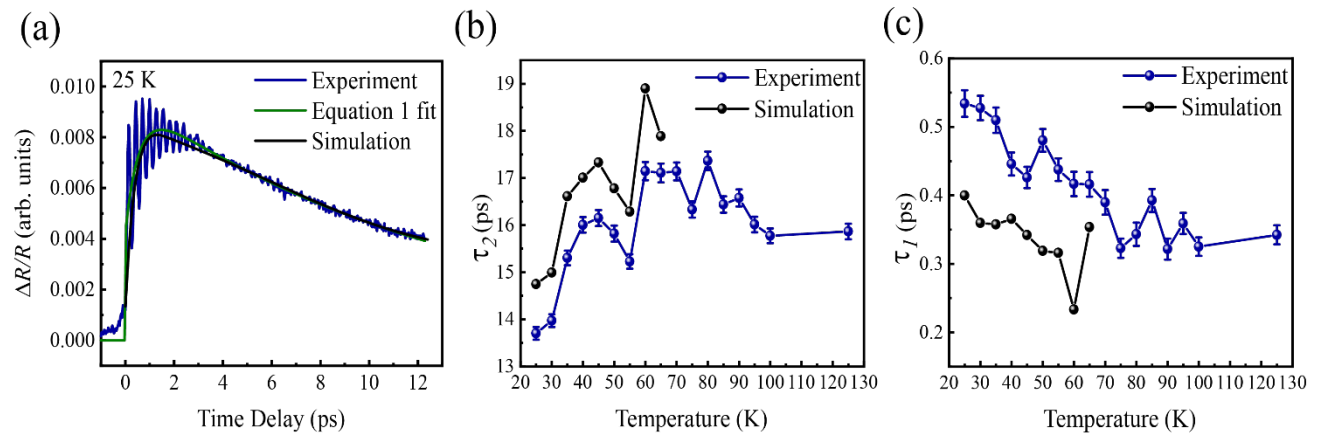 (a)
25 K
Experiment
Equation 1 fit
Simulation
0.010
0.008
0.006
0.004
0.002
0.000
ΔR/R (arb. units)
0 2 4 6 8 10 12
Time Delay (ps)
(b)
Experiment
Simulation
19
18
17
16
15
14
13
τ2 (ps)
20 30 40 50 60 70 80 90 100 110 120 130
Temperature (K)
(c)
Experiment
Simulation
0.6
0.5
0.4
0.3
0.2
τ1 (ps)
20 30 40 50 60 70 80 90 100 110 120 130
Temperature (K)